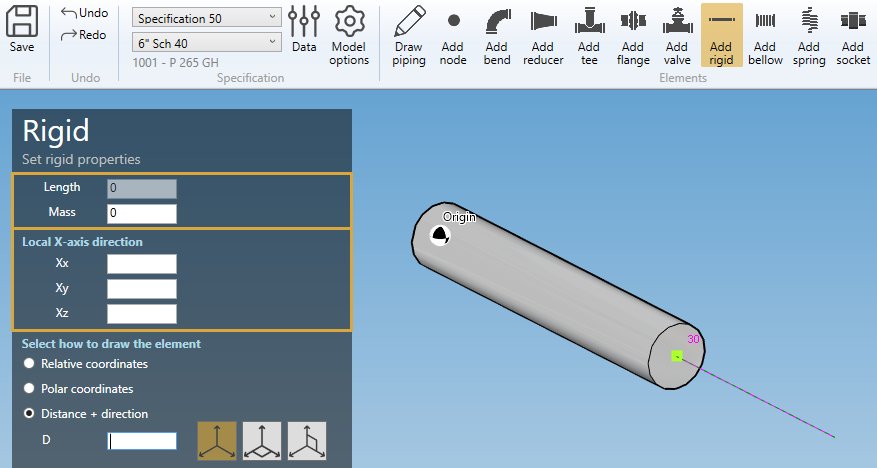 Save
File
Undo
Redo
Undo
Specification 50
6" Sch 40
1001 - P 265 GH
Specification
Data
Model options
Draw piping
Add node
Add bend
Add reducer
Add tee
Add flange
Add valve
Add rigid
Add bellow
Add spring
Add socket
Elements
Rigid
Set rigid properties
Length 0
Mass 0
Local X-axis direction
Xx
Xy
Xz
Select how to draw the element
Relative coordinates
Polar coordinates
Distance + direction
D
Origin
30